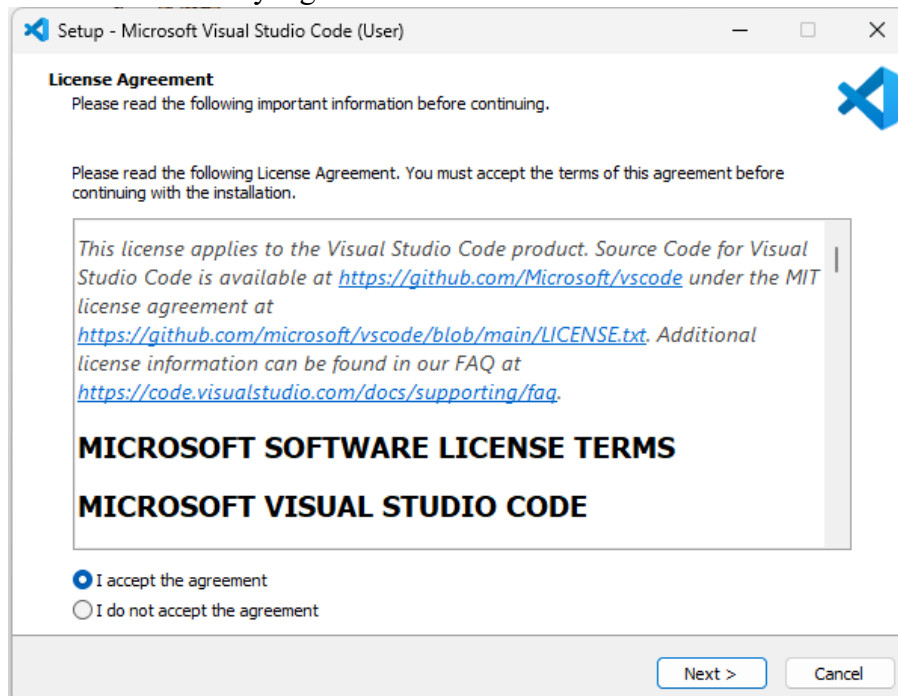 Setup - Microsoft Visual Studio Code (User)
License Agreement
Please read the following important information before continuing.
Please read the following License Agreement. You must accept the terms of this agreement before
continuing with the installation.
This license applies to the Visual Studio Code product. Source Code for Visual
Studio Code is available at https://github.com/Microsoft/vscode under the MIT
license agreement at
https://github.com/microsoft/vscode/blob/main/LICENSE.txt. Additional
license information can be found in our FAQ at
https://code.visualstudio.com/docs/supporting/faq.
MICROSOFT SOFTWARE LICENSE TERMS
MICROSOFT VISUAL STUDIO CODE
I accept the agreement
I do not accept the agreement
Next >
Cancel